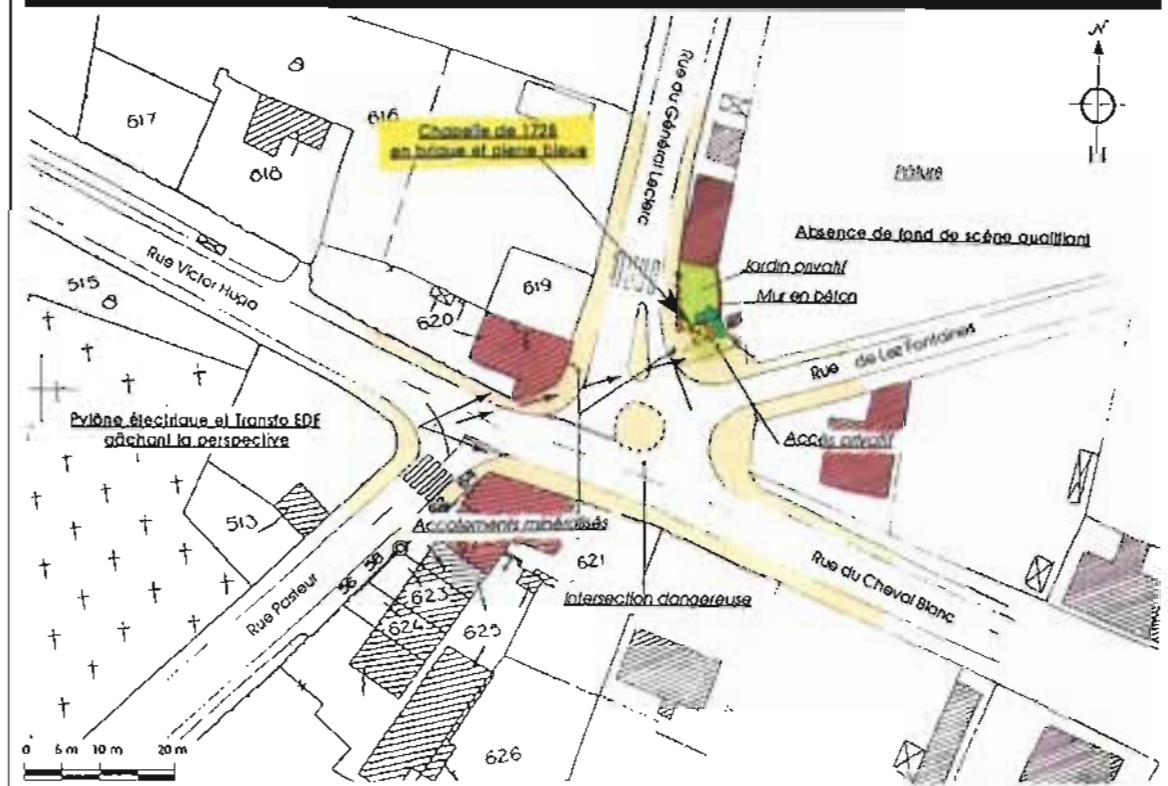 N
617
616
618
Chapelle de 1728
en brique et pierre bleue
Rue du Général Leclerc
Pâture
Absence de fond de scène qualifiant
Jardin privatif
Mur en béton
Rue Victor Hugo
515
619
620
Rue de Lez Fontaines
Pylône électrique et Transfo EDF
gâchant la perspective
Accès privatif
513
Accotements minéralisés
621
Rue du Cheval Blanc
Intersection dangereuse
Rue Pasteur
56 58
623
624
625
626
0 5 m 10 m 20 m